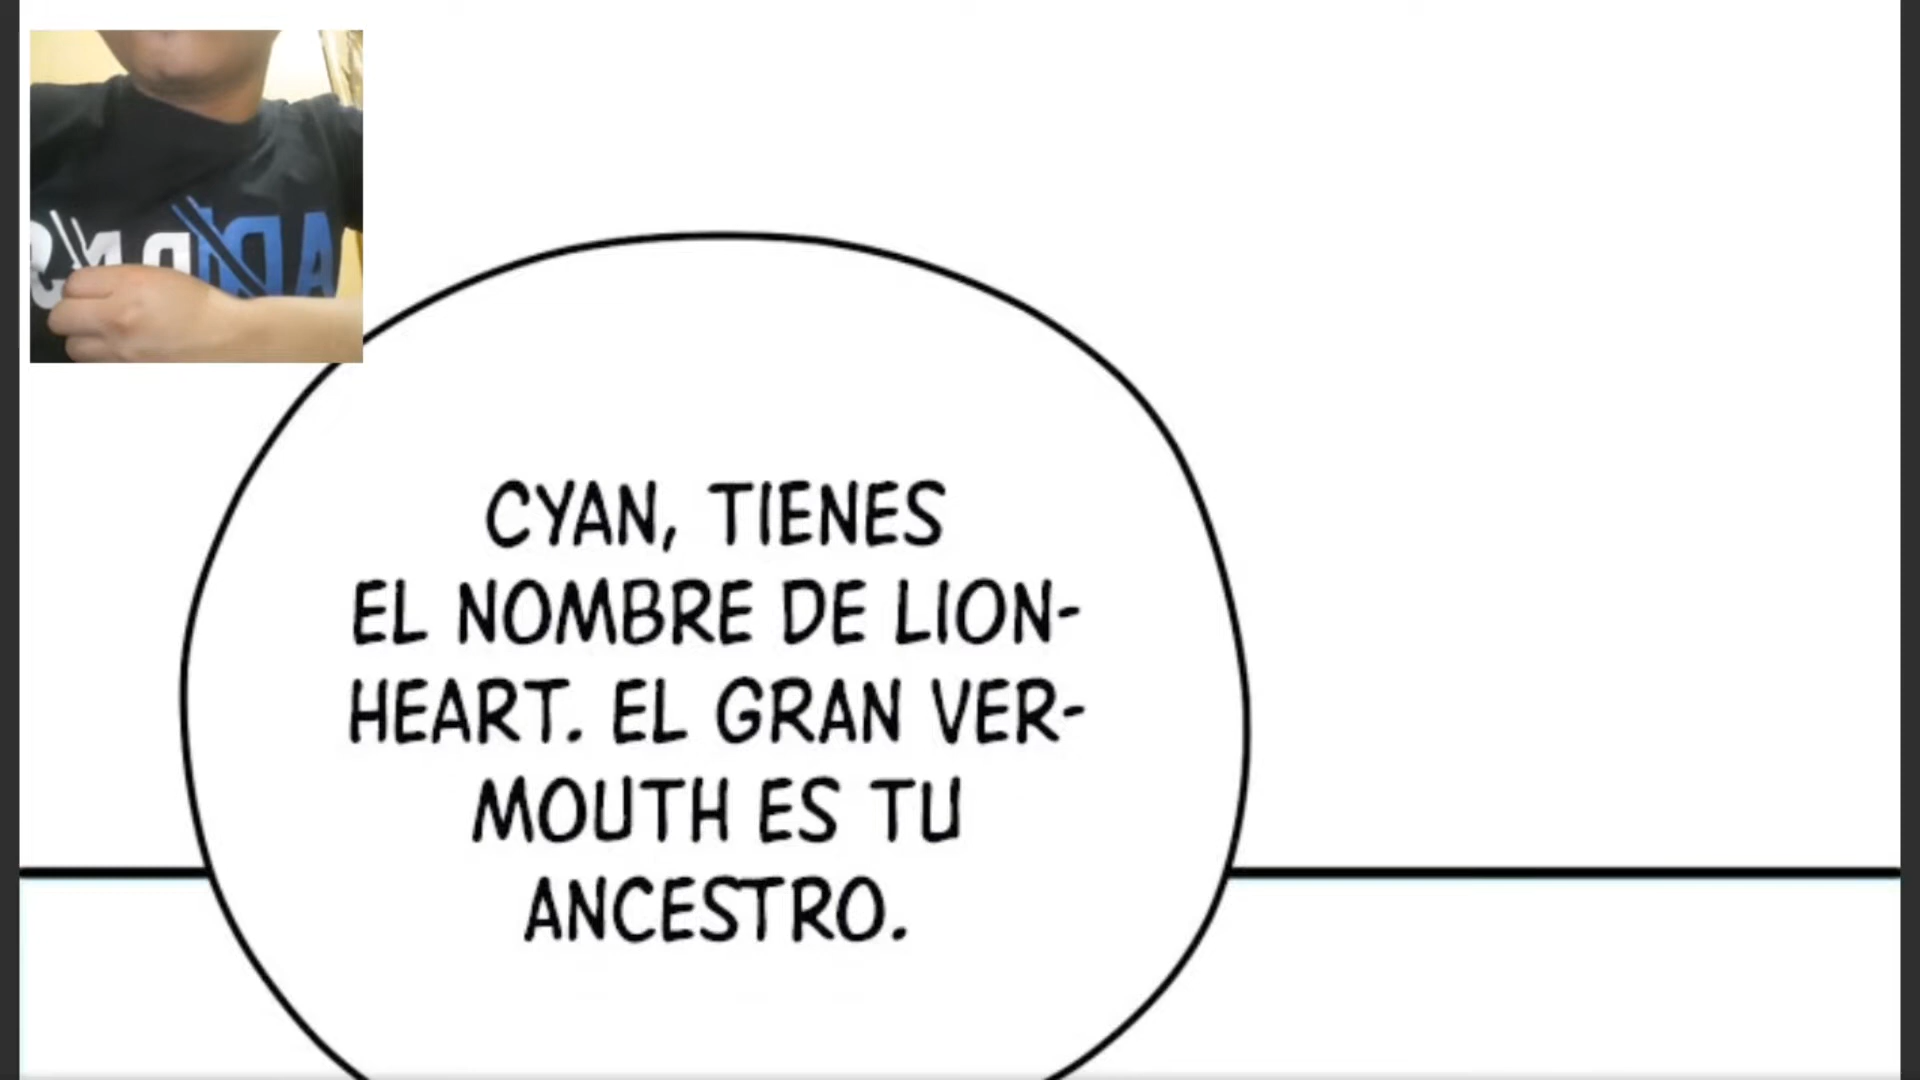 CYAN, TIENES
EL NOMBRE DE LION-
HEART. EL GRAN VER-
MOUTH ES TU
ANCESTRO.